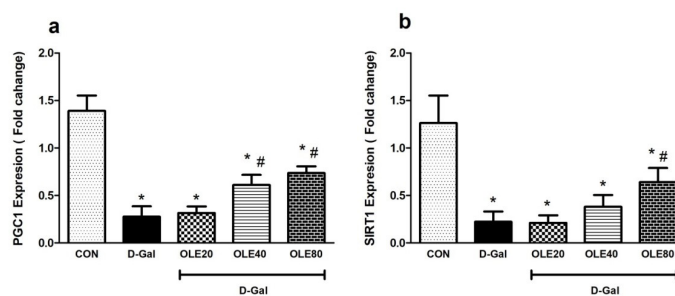 a
PGC1 Expresion ( Fold cahange)
2.0
1.5
1.0
0.5
0.0
*
*
* #
* #
CON
D-Gal
OLE20
OLE40
OLE80
D-Gal
b
SIRT1 Expresion ( Fold cahange)
2.0
1.5
1.0
0.5
0.0
*
*
*
* #
CON
D-Gal
OLE20
OLE40
OLE80
D-Gal